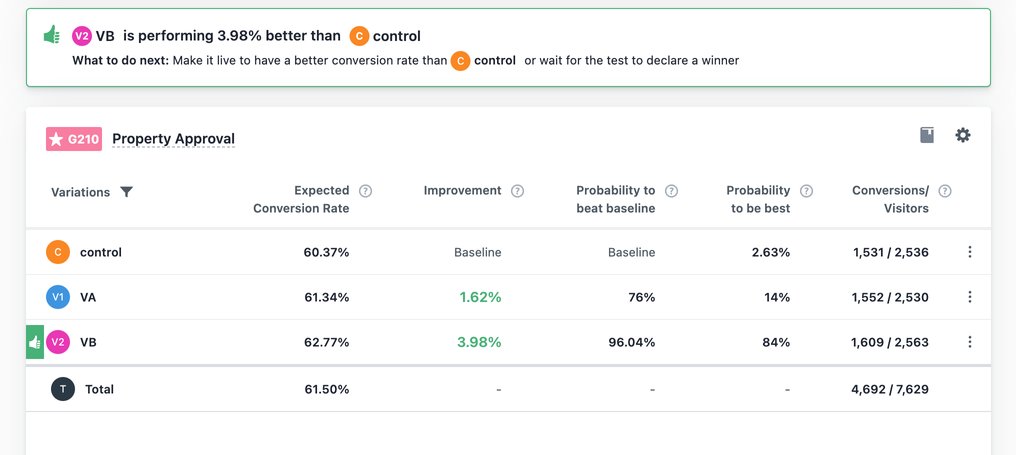 V2 VB is performing 3.98% better than C control
What to do next: Make it live to have a better conversion rate than C control or wait for the test to declare a winner
G210 Property Approval
Variations Expected Conversion Rate ? Improvement ? Probability to beat baseline ? Probability to be best ? Conversions/ Visitors ?
C control 60.37% Baseline Baseline 2.63% 1,531 / 2,536
V1 VA 61.34% 1.62% 76% 14% 1,552 / 2,530
V2 VB 62.77% 3.98% 96.04% 84% 1,609 / 2,563
T Total 61.50% - - - 4,692 / 7,629